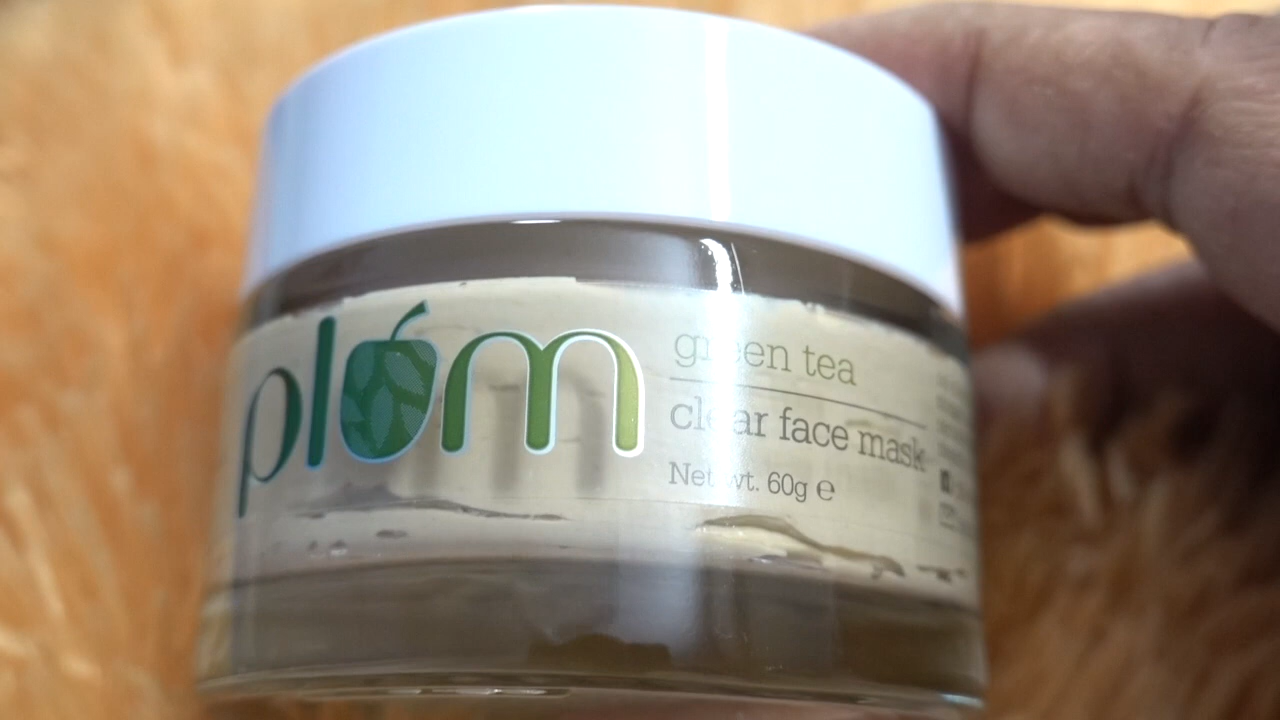 plum
green tea
clear face mask
Net wt. 60g ℮